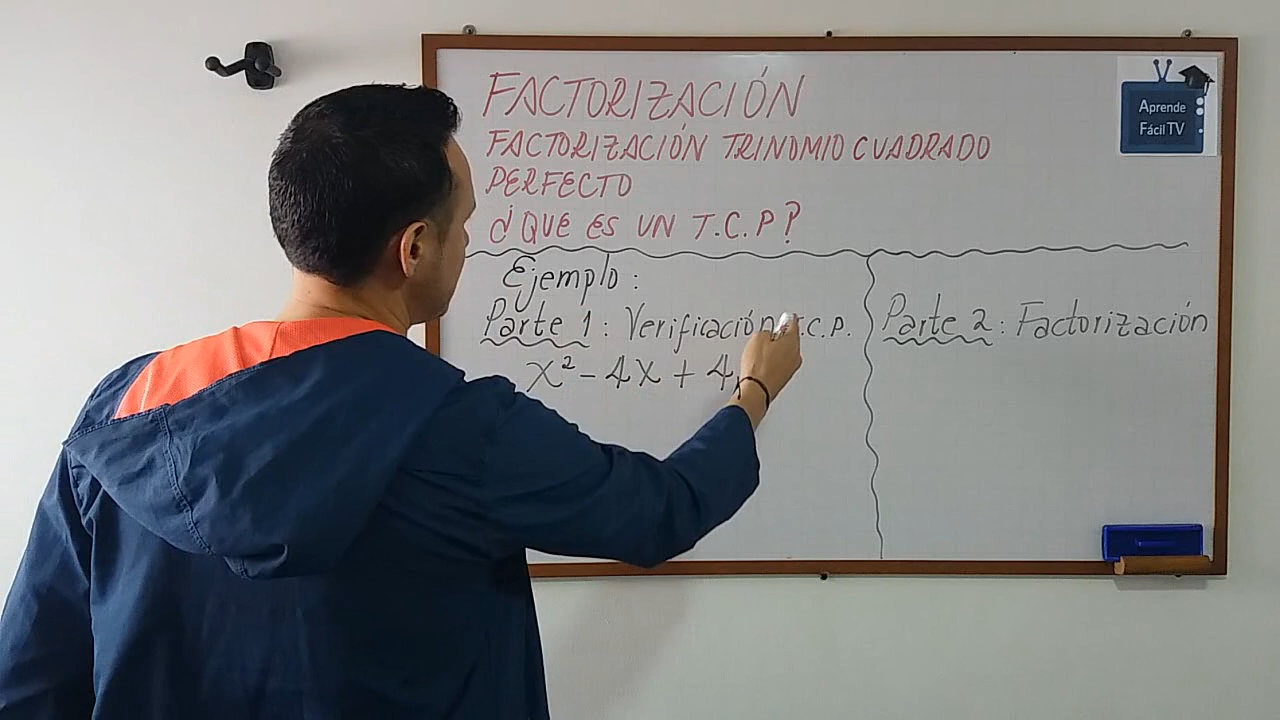 FACTORIZACIÓN
FACTORIZACIÓN TRINOMIO CUADRADO
PERFECTO
¿QUE ES UN T.C.P?
Ejemplo:
Parte 1: Verificación .C.P.
x² - 4x + 4
Parte 2: Factorización
Aprende
Fácil TV